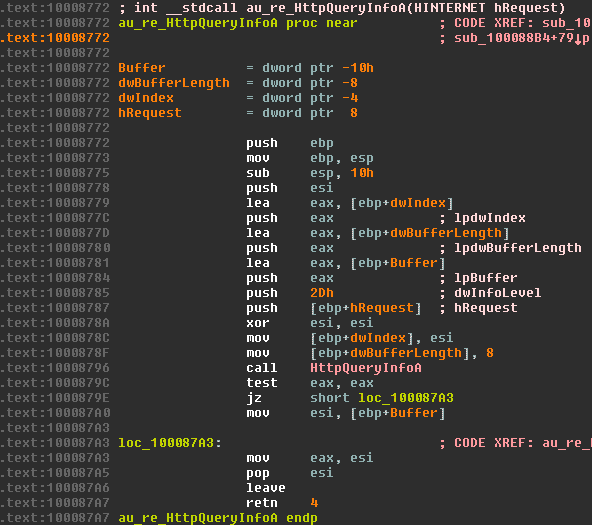 .text:10008772 ; int __stdcall au_re_HttpQueryInfoA(HINTERNET hRequest)
.text:10008772 au_re_HttpQueryInfoA proc near ; CODE XREF: sub_10
.text:10008772 ; sub_100088B4+79↓p
.text:10008772
.text:10008772 Buffer = dword ptr -10h
.text:10008772 dwBufferLength = dword ptr -8
.text:10008772 dwIndex = dword ptr -4
.text:10008772 hRequest = dword ptr 8
.text:10008772
.text:10008772 push ebp
.text:10008773 mov ebp, esp
.text:10008775 sub esp, 10h
.text:10008778 push esi
.text:10008779 lea eax, [ebp+dwIndex]
.text:1000877C push eax ; lpdwIndex
.text:1000877D lea eax, [ebp+dwBufferLength]
.text:10008780 push eax ; lpdwBufferLength
.text:10008781 lea eax, [ebp+Buffer]
.text:10008784 push eax ; lpBuffer
.text:10008785 push 2Dh ; dwInfoLevel
.text:10008787 push [ebp+hRequest] ; hRequest
.text:1000878A xor esi, esi
.text:1000878C mov [ebp+dwIndex], esi
.text:1000878F mov [ebp+dwBufferLength], 8
.text:10008796 call HttpQueryInfoA
.text:1000879C test eax, eax
.text:1000879E jz short loc_100087A3
.text:100087A0 mov esi, [ebp+Buffer]
.text:100087A3
.text:100087A3 loc_100087A3: ; CODE XREF: au_re_
.text:100087A3 mov eax, esi
.text:100087A5 pop esi
.text:100087A6 leave
.text:100087A7 retn 4
.text:100087A7 au_re_HttpQueryInfoA endp